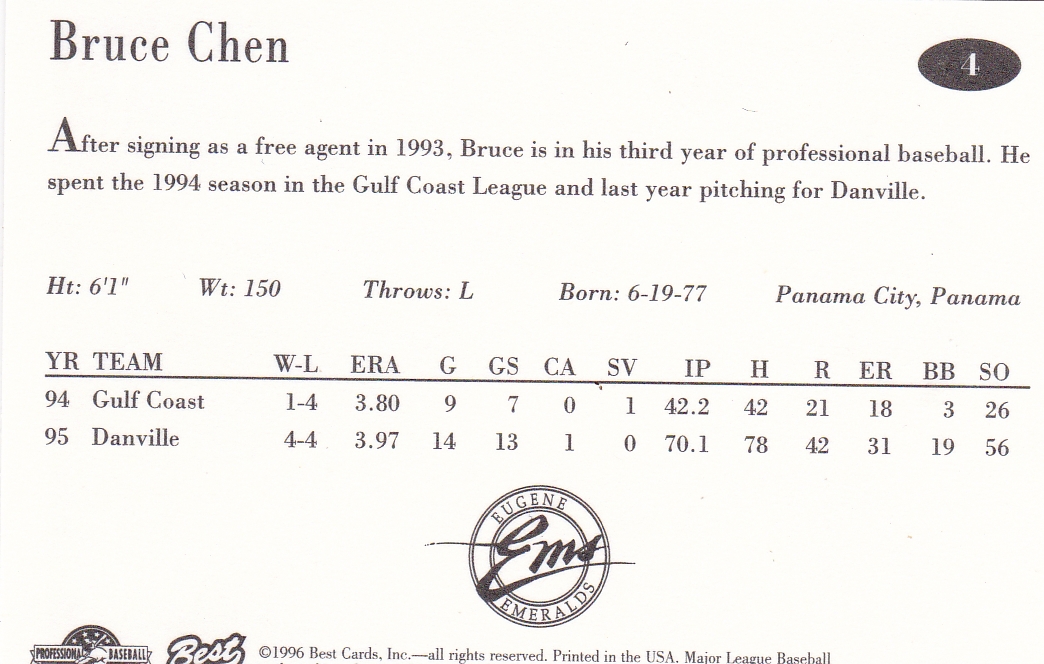 Bruce Chen
4
After signing as a free agent in 1993, Bruce is in his third year of professional baseball. He
spent the 1994 season in the Gulf Coast League and last year pitching for Danville.
Ht: 6'1" Wt: 150 Throws: L Born: 6-19-77 Panama City, Panama
YR TEAM W-L ERA G GS CA SV IP H R ER BB SO
94 Gulf Coast 1-4 3.80 9 7 0 1 42.2 42 21 18 3 26
95 Danville 4-4 3.97 14 13 1 0 70.1 78 42 31 19 56
EUGENE
Ems
EMERALDS
PROFESSIONAL BASEBALL
Best
©1996 Best Cards, Inc.—all rights reserved. Printed in the USA. Major League Baseball